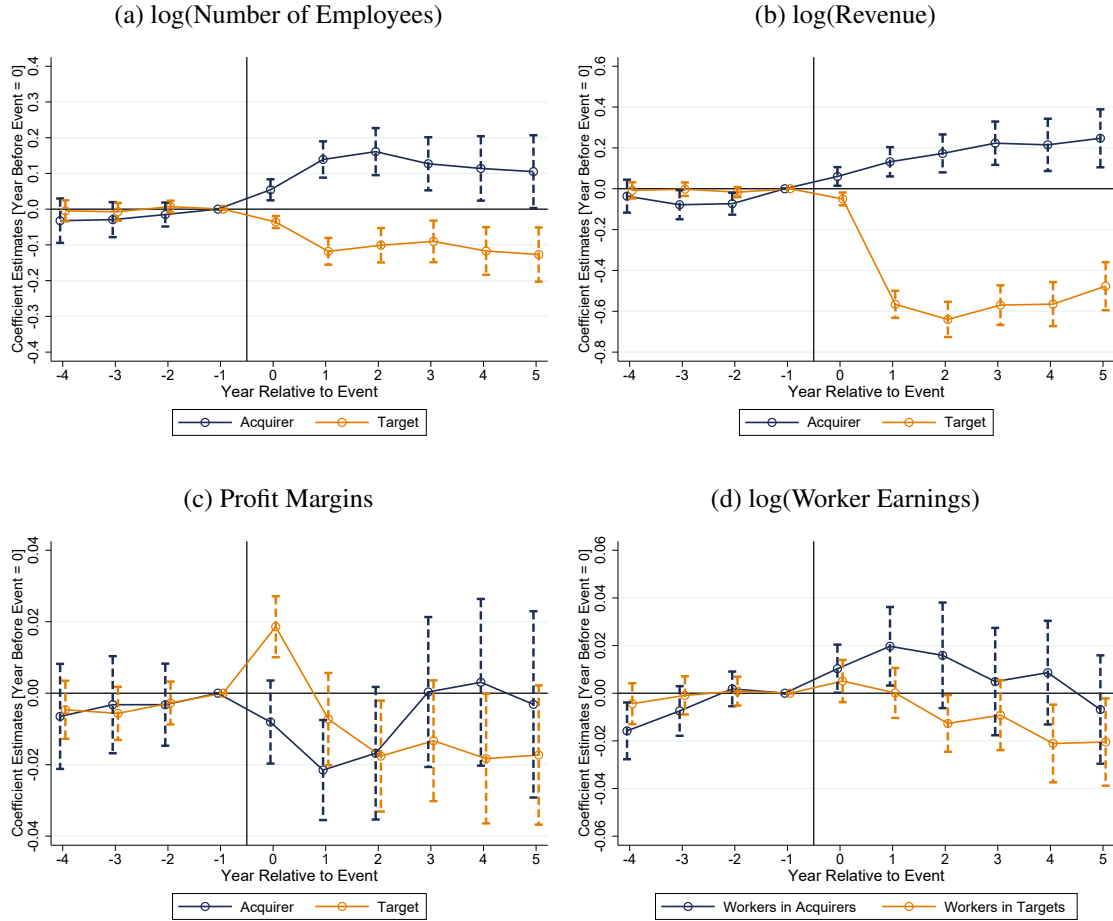 (a) log(Number of Employees)
Coefficient Estimates [Year Before Event = 0]
0.4
0.3
0.2
0.1
0.0
-0.1
-0.2
-0.3
-0.4
-4 -3 -2 -1 0 1 2 3 4 5
Year Relative to Event
Acquirer Target
(b) log(Revenue)
Coefficient Estimates [Year Before Event = 0]
0.6
0.4
0.2
0.0
-0.2
-0.4
-0.6
-0.8
-4 -3 -2 -1 0 1 2 3 4 5
Year Relative to Event
Acquirer Target
(c) Profit Margins
Coefficient Estimates [Year Before Event = 0]
0.04
0.02
0.00
-0.02
-0.04
-4 -3 -2 -1 0 1 2 3 4 5
Year Relative to Event
Acquirer Target
(d) log(Worker Earnings)
Coefficient Estimates [Year Before Event = 0]
0.06
0.04
0.02
0.00
-0.02
-0.04
-0.06
-4 -3 -2 -1 0 1 2 3 4 5
Year Relative to Event
Workers in Acquirers Workers in Targets